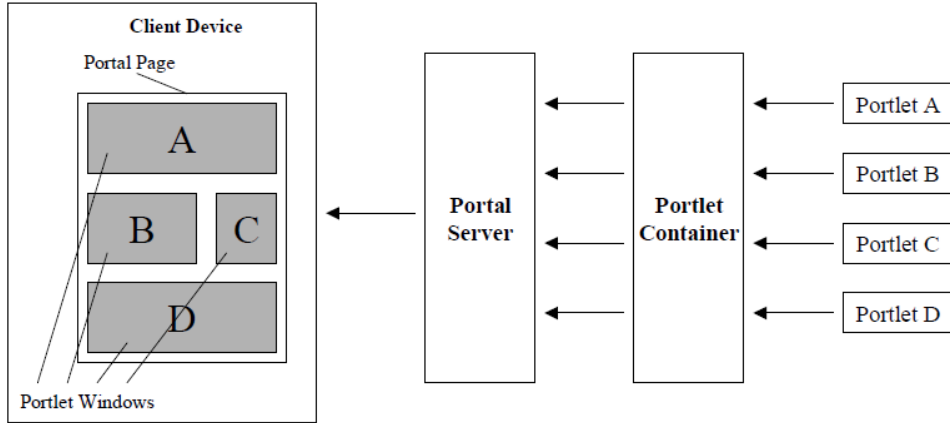 Client Device
Portal Page
A
B
C
D
Portlet Windows
Portal
Server
Portlet
Container
Portlet A
Portlet B
Portlet C
Portlet D